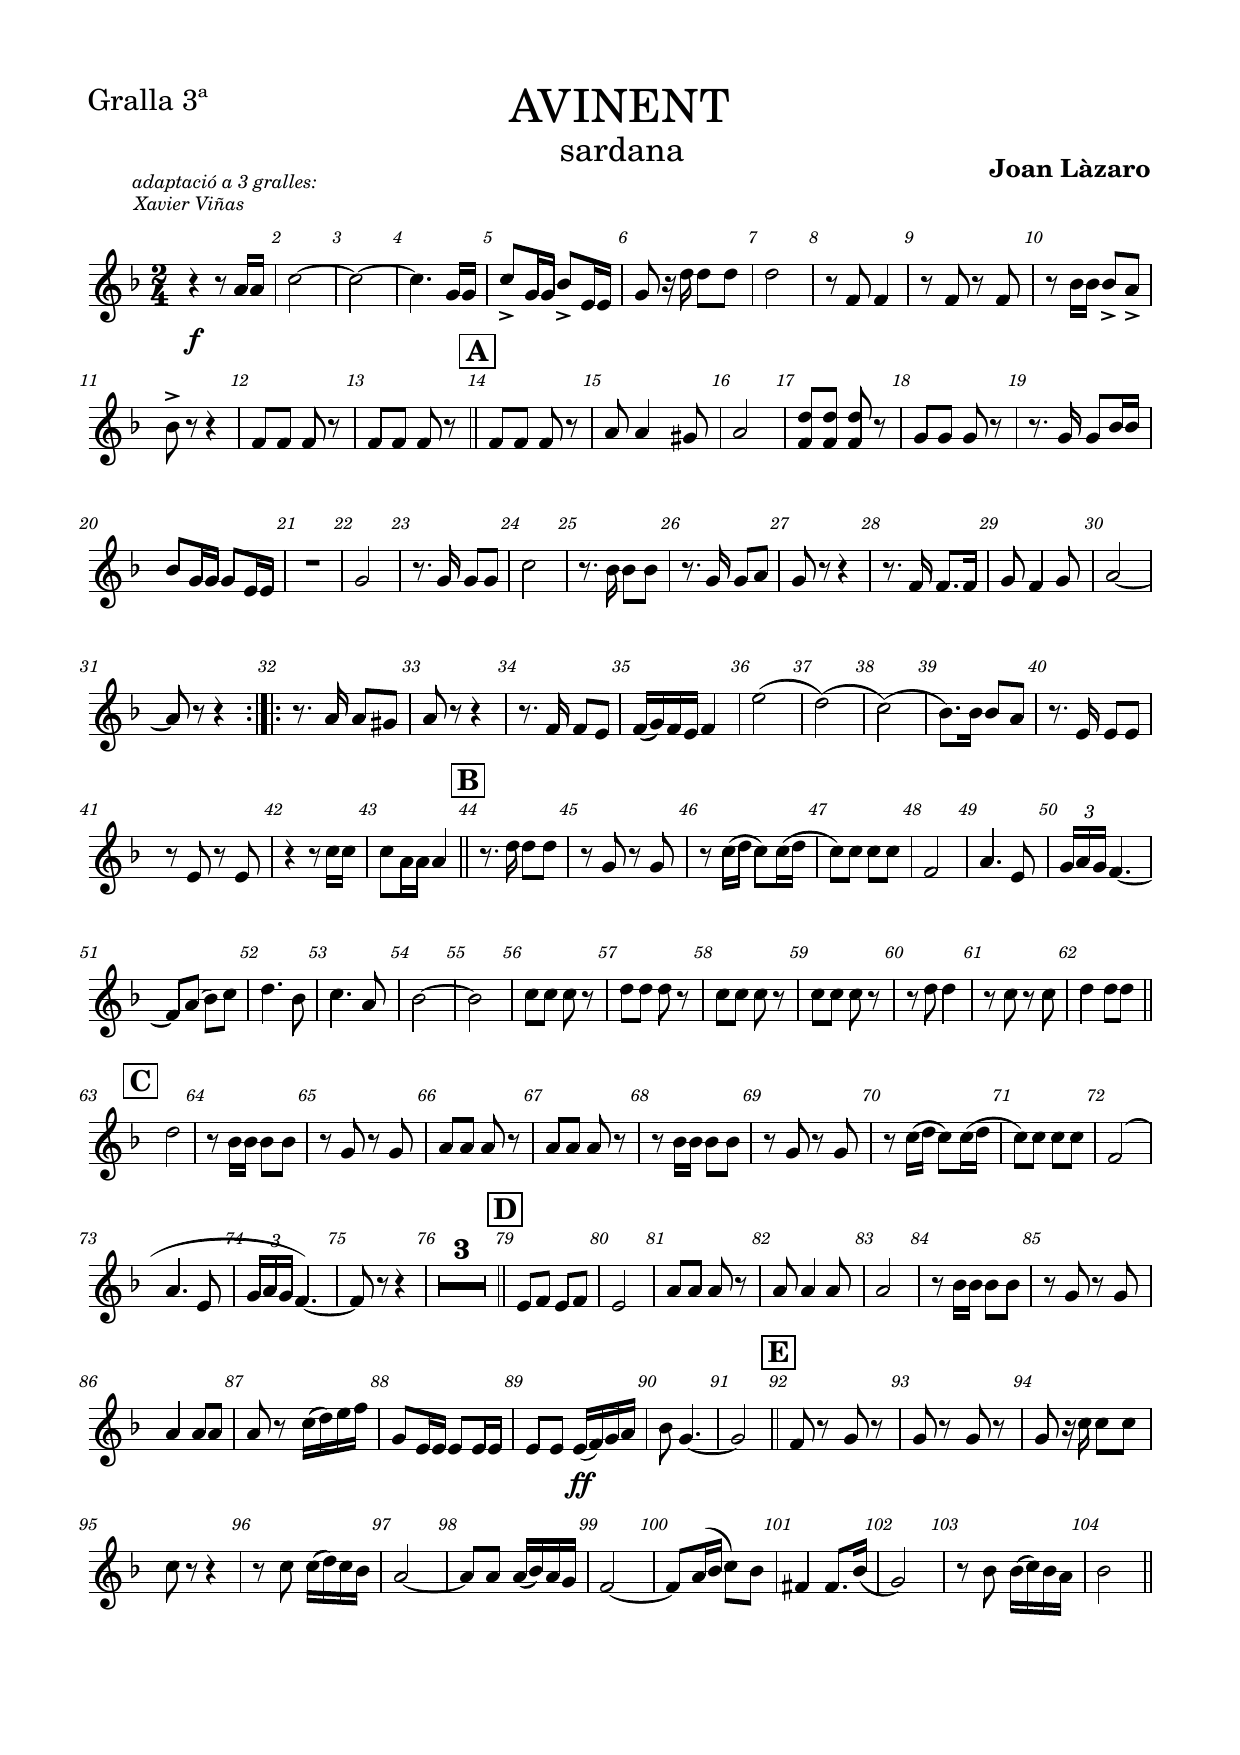 Gralla 3ª
AVINENT
sardana
Joan Làzaro
adaptació a 3 gralles:
Xavier Viñas
2 3 4 5 6 7 8 9 10
2
4
f
A
11 12 13 14 15 16 17 18 19
20 21 22 23 24 25 26 27 28 29 30
31 32 33 34 35 36 37 38 39 40
B
41 42 43 44 45 46 47 48 49 50 3
51 52 53 54 55 56 57 58 59 60 61 62
C
63 64 65 66 67 68 69 70 71 72
D
73 74 3 75 76 3 79 80 81 82 83 84 85
E
86 87 88 89 90 91 92 93 94
ff
95 96 97 98 99 100 101 102 103 104